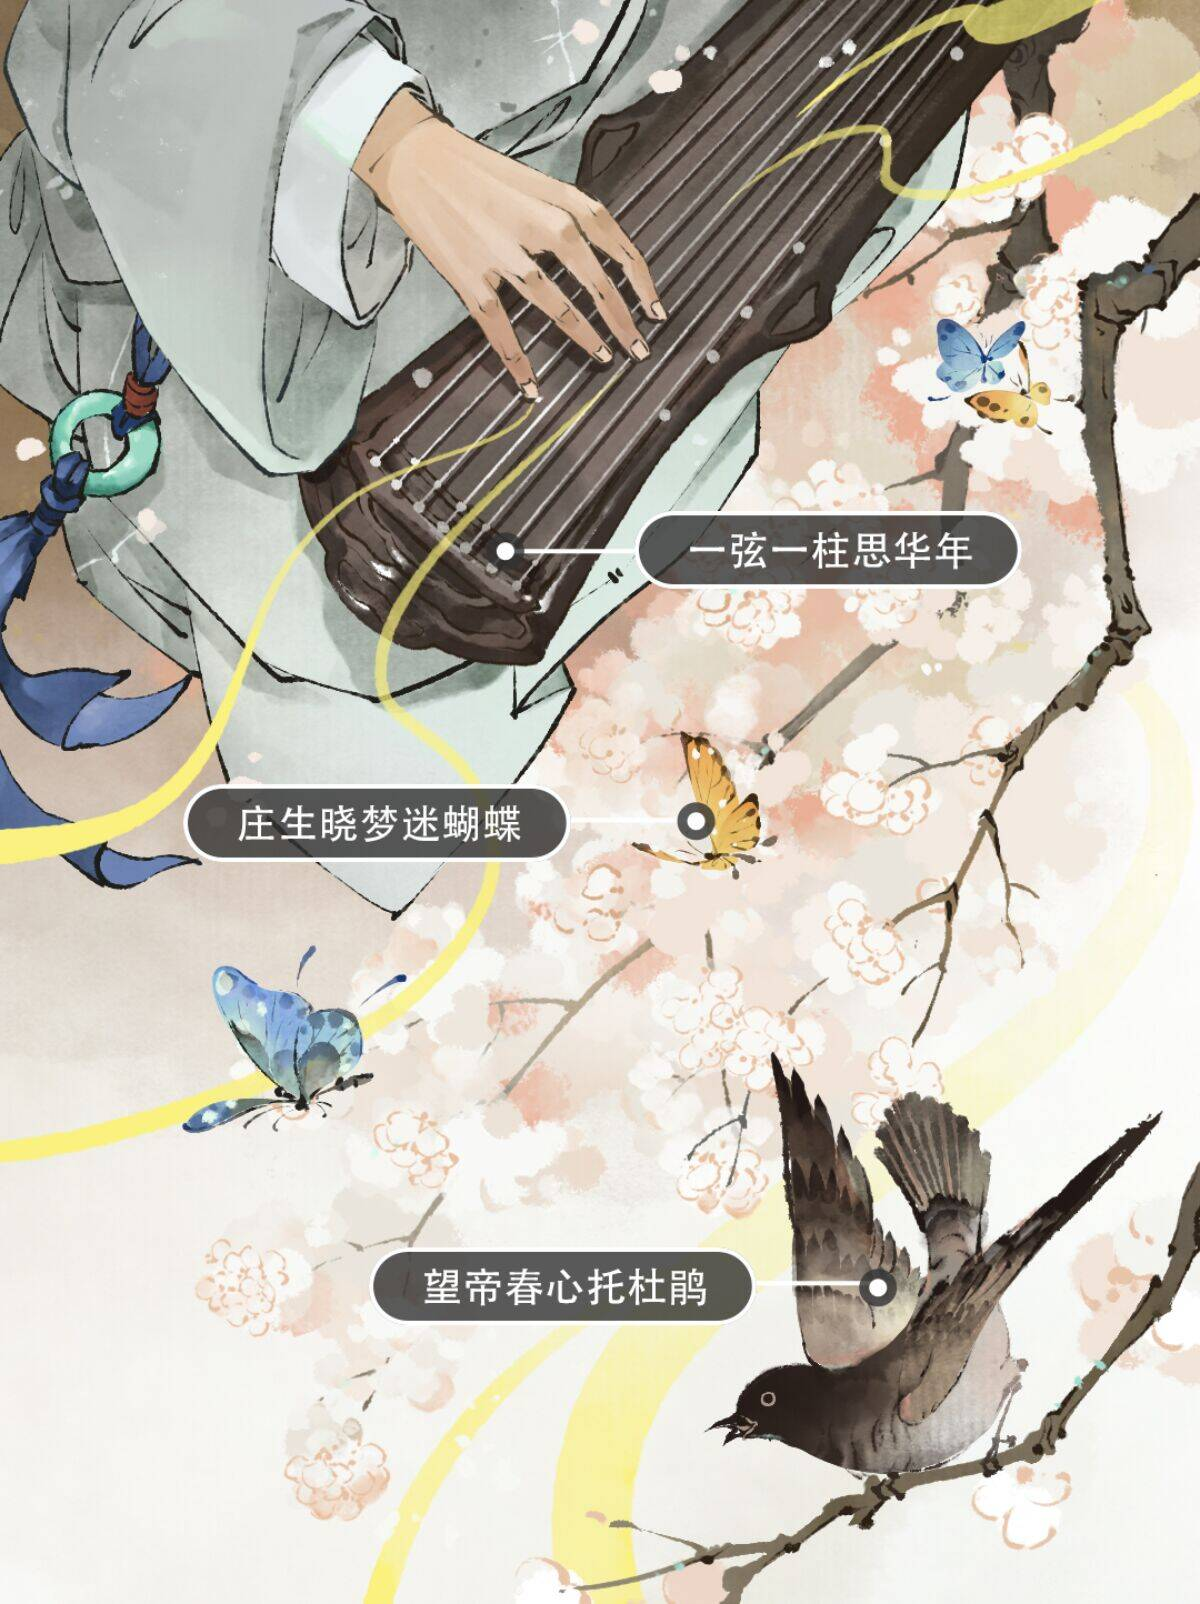 一弦一柱思华年
庄生晓梦迷蝴蝶
望帝春心托杜鹃